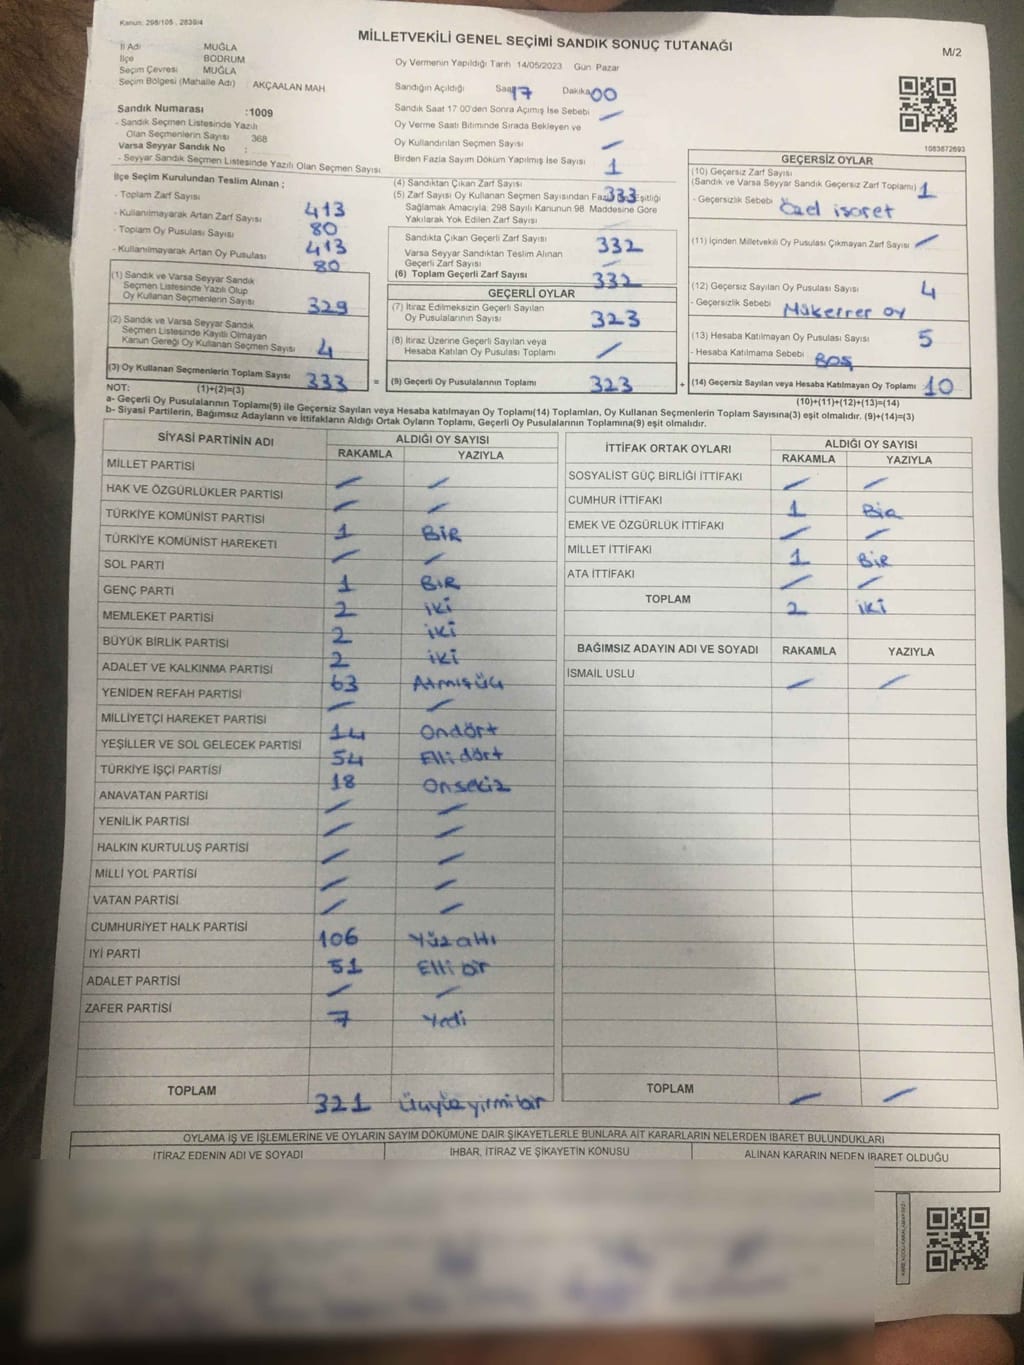 Kanun: 298/105 , 2839/4
MİLLETVEKİLİ GENEL SEÇİMİ SANDIK SONUÇ TUTANAĞI
M/2
İl Adı MUĞLA
İlçe BODRUM
Seçim Çevresi MUĞLA
Seçim Bölgesi (Mahalle Adı) AKÇAALAN MAH
Sandık Numarası :1009
- Sandık Seçmen Listesinde Yazılı
Olan Seçmenlerin Sayısı : 368
Varsa Seyyar Sandık No :
- Seyyar Sandık Seçmen Listesinde Yazılı Olan Seçmen Sayısı
İlçe Seçim Kurulundan Teslim Alınan ;
- Toplam Zarf Sayısı 413
- Kullanılmayarak Artan Zarf Sayısı 80
- Toplam Oy Pusulası Sayısı 413
- Kullanılmayarak Artan Oy Pusulası 80
(1) Sandık ve Varsa Seyyar Sandık
Seçmen Listesinde Yazılı Olup
Oy Kullanan Seçmenlerin Sayısı 329
(2) Sandık ve Varsa Seyyar Sandık
Seçmen Listesinde Kayıtlı Olmayan
Kanun Gereği Oy Kullanan Seçmen Sayısı 4
(3) Oy Kullanan Seçmenlerin Toplam Sayısı 333 =
Oy Vermenin Yapıldığı Tarih 14/05/2023 Gün Pazar
Sandığın Açıldığı Saat 17 Dakika 00
Sandık Saat 17:00'den Sonra Açımış İse Sebebi
Oy Verme Saati Bitiminde Sırada Bekleyen ve
Oy Kullandırılan Seçmen Sayısı
Birden Fazla Sayım Döküm Yapılmış İse Sayısı 1
(4) Sandıktan Çıkan Zarf Sayısı 333
(5) Zarf Sayısı Oy Kullanan Seçmen Sayısından Fazla Eşitliği
Sağlamak Amacıyla, 298 Sayılı Kanunun 98. Maddesine Göre
Yakılarak Yok Edilen Zarf Sayısı
Sandıkta Çıkan Geçerli Zarf Sayısı 332
Varsa Seyyar Sandıktan Teslim Alınan
Geçerli Zarf Sayısı
(6) Toplam Geçerli Zarf Sayısı 332
GEÇERLİ OYLAR
(7) İtiraz Edilmeksizin Geçerli Sayılan
Oy Pusulalarının Sayısı 323
(8) İtiraz Üzerine Geçerli Sayılan veya
Hesaba Katılan Oy Pusulası Toplamı
(9) Geçerli Oy Pusulalarının Toplamı 323 +
1083872693
GEÇERSİZ OYLAR
(10) Geçersiz Zarf Sayısı
(Sandık ve Varsa Seyyar Sandık Geçersiz Zarf Toplamı) 1
- Geçersizlik Sebebi Özel işaret
(11) İçinden Milletvekili Oy Pusulası Çıkmayan Zarf Sayısı
(12) Geçersiz Sayılan Oy Pusulası Sayısı 4
- Geçersizlik Sebebi Mükerrer oy
(13) Hesaba Katılmayan Oy Pusulası Sayısı 5
- Hesaba Katılmama Sebebi Boş
(14) Geçersiz Sayılan veya Hesaba Katılmayan Oy Toplamı 10
NOT: (1)+(2)=(3)
(10)+(11)+(12)+(13)=(14)
a- Geçerli Oy Pusulalarının Toplamı(9) ile Geçersiz Sayılan veya Hesaba katılmayan Oy Toplamı(14) Toplamları, Oy Kullanan Seçmenlerin Toplam Sayısına(3) eşit olmalıdır. (9)+(14)=(3)
b- Siyasi Partilerin, Bağımsız Adayların ve İttifakların Aldığı Ortak Oyların Toplamı, Geçerli Oy Pusulalarının Toplamına(9) eşit olmalıdır.
SİYASİ PARTİNİN ADI ALDIĞI OY SAYISI
RAKAMLA YAZIYLA
MİLLET PARTİSİ
HAK VE ÖZGÜRLÜKLER PARTİSİ
TÜRKİYE KOMÜNİST PARTİSİ 1 BİR
TÜRKİYE KOMÜNİST HAREKETİ
SOL PARTİ 1 BİR
GENÇ PARTİ 2 iki
MEMLEKET PARTİSİ 2 iki
BÜYÜK BİRLİK PARTİSİ 2 iki
ADALET VE KALKINMA PARTİSİ 63 Atmışüç
YENİDEN REFAH PARTİSİ
MİLLİYETÇİ HAREKET PARTİSİ 14 Ondört
YEŞİLLER VE SOL GELECEK PARTİSİ 54 Elli dört
TÜRKİYE İŞÇİ PARTİSİ 18 Onsekiz
ANAVATAN PARTİSİ
YENİLİK PARTİSİ
HALKIN KURTULUŞ PARTİSİ
MİLLİ YOL PARTİSİ
VATAN PARTİSİ
CUMHURİYET HALK PARTİSİ 106 Yüzaltı
İYİ PARTİ 51 Elli bir
ADALET PARTİSİ
ZAFER PARTİSİ 7 Yedi
TOPLAM 321 Üçyüzyirmibir
İTTİFAK ORTAK OYLARI ALDIĞI OY SAYISI
RAKAMLA YAZIYLA
SOSYALİST GÜÇ BİRLİĞİ İTTİFAKI
CUMHUR İTTİFAKI 1 Bir
EMEK VE ÖZGÜRLÜK İTTİFAKI
MİLLET İTTİFAKI 1 BİR
ATA İTTİFAKI
TOPLAM 2 iki
BAĞIMSIZ ADAYIN ADI VE SOYADI RAKAMLA YAZIYLA
İSMAİL USLU
TOPLAM
OYLAMA İŞ VE İŞLEMLERİNE VE OYLARIN SAYIM DÖKÜMÜNE DAİR ŞİKAYETLERLE BUNLARA AİT KARARLARIN NELERDEN İBARET BULUNDUKLARI
İTİRAZ EDENİN ADI VE SOYADI İHBAR, İTİRAZ VE ŞİKAYETİN KONUSU ALINAN KARARIN NEDEN İBARET OLDUĞU